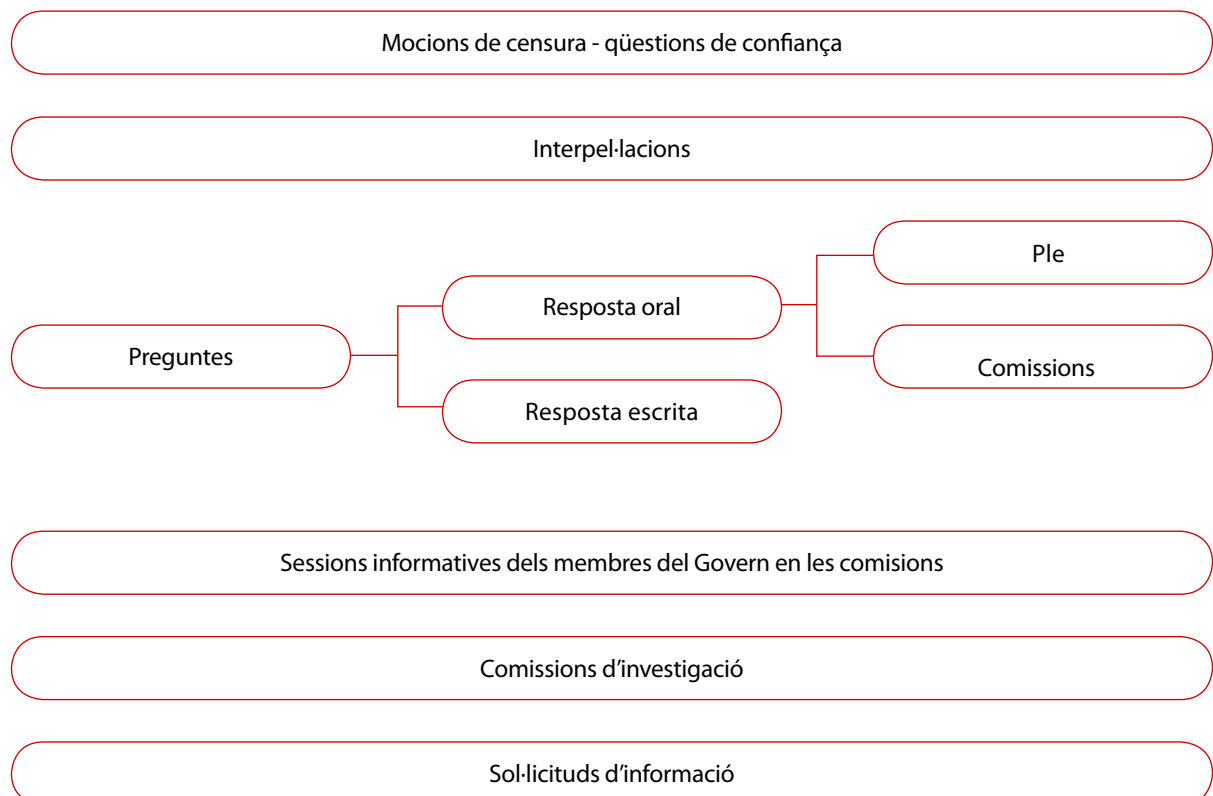 Mocions de censura - qüestions de confiança
Interpel·lacions
Ple
Resposta oral
Preguntes
Comissions
Resposta escrita
Sessions informatives dels membres del Govern en les comisions
Comissions d’investigació
Sol·licituds d’informació